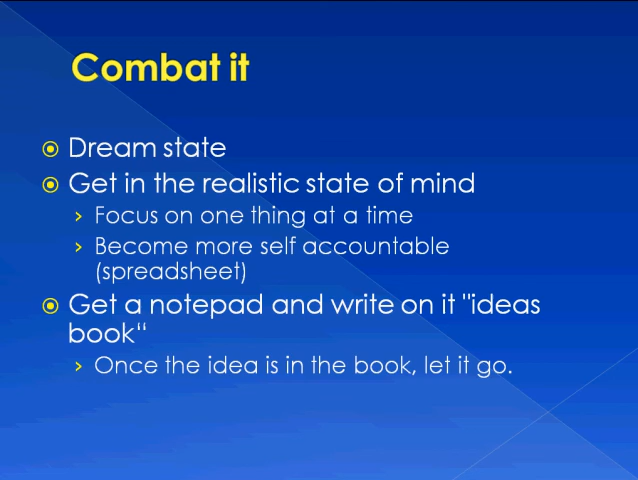 Combat it
Dream state
Get in the realistic state of mind
Focus on one thing at a time
Become more self accountable
(spreadsheet)
Get a notepad and write on it "ideas
book“
Once the idea is in the book, let it go.